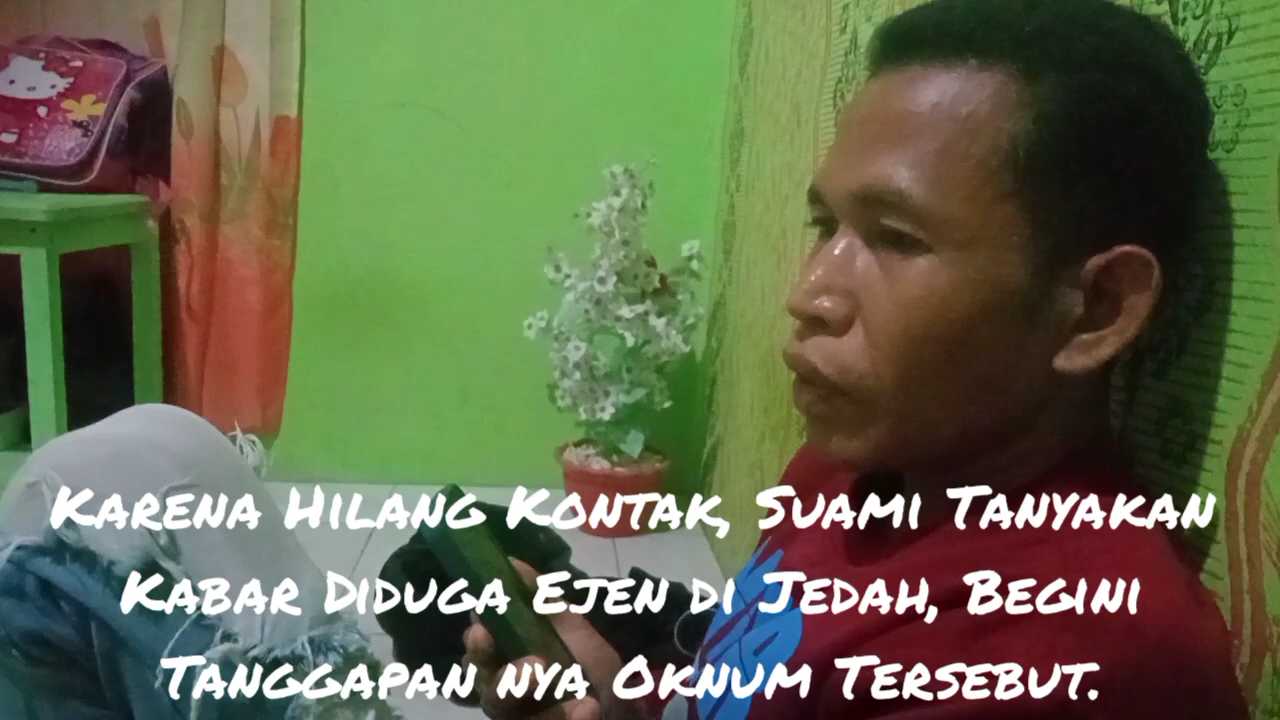 Karena Hilang Kontak, Suami Tanyakan
Kabar Diduga Ejen di Jedah, Begini
Tanggapan nya Oknum Tersebut.